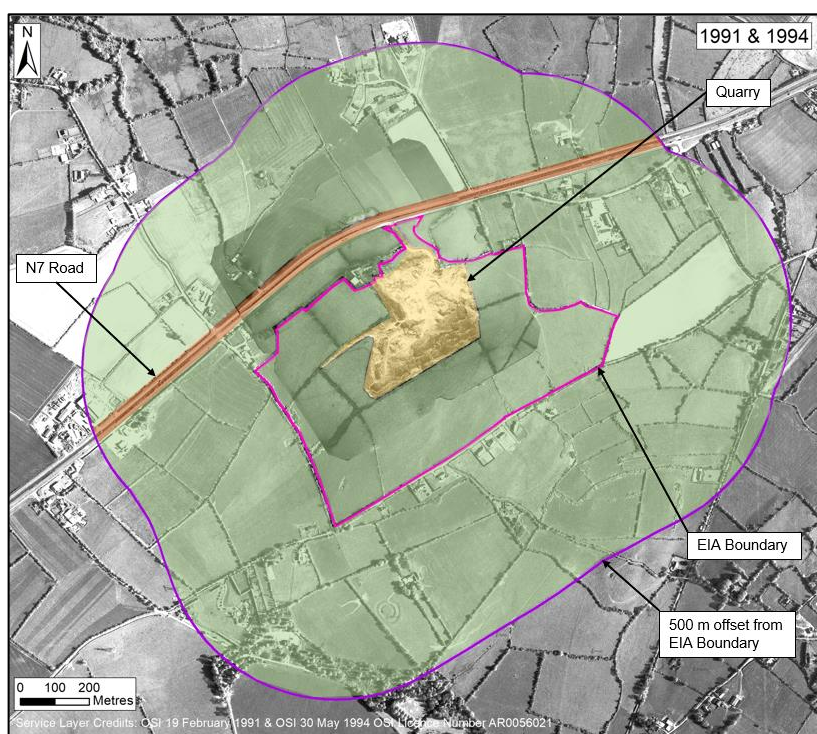 N
1991 & 1994
Quarry
N7 Road
EIA Boundary
500 m offset from
EIA Boundary
0 100 200
Metres
Service Layer Credits: OSI 19 February 1991 & OSI 30 May 1994 OSI Licence Number AR0056021